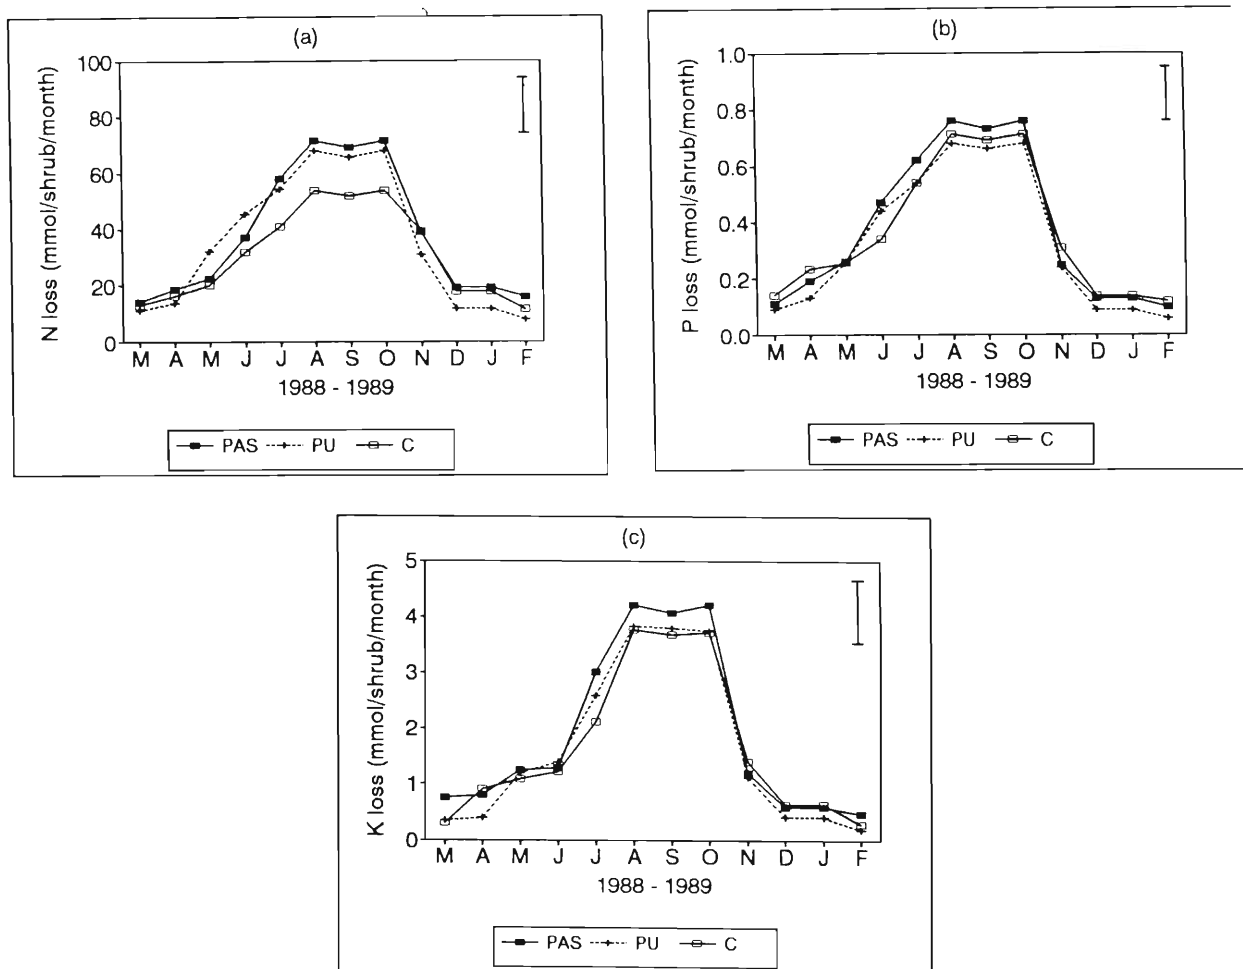 (a)
N loss (mmol/shrub/month)
100
80
60
40
20
0
M A M J J A S O N D J F
1988 - 1989
PAS PU C
(b)
P loss (mmol/shrub/month)
1.0
0.8
0.6
0.4
0.2
0.0
M A M J J A S O N D J F
1988 - 1989
PAS PU C
(c)
K loss (mmol/shrub/month)
5
4
3
2
1
0
M A M J J A S O N D J F
1988 - 1989
PAS PU C